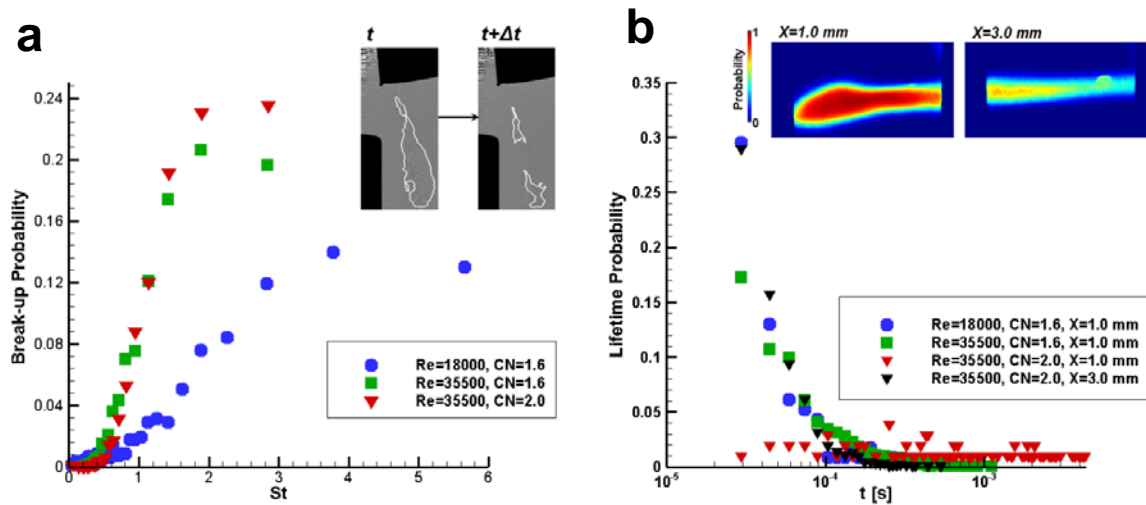 a
t
t+Δt
0.24
0.2
0.16
0.12
0.08
0.04
0
Break-up Probability
Re=18000, CN=1.6
Re=35500, CN=1.6
Re=35500, CN=2.0
0 1 2 3 4 5 6
St
b
X=1.0 mm
X=3.0 mm
1
Probability
0
0.35
0.3
0.25
0.2
0.15
0.1
0.05
0
Lifetime Probability
Re=18000, CN=1.6, X=1.0 mm
Re=35500, CN=1.6, X=1.0 mm
Re=35500, CN=2.0, X=1.0 mm
Re=35500, CN=2.0, X=3.0 mm
10-5 10-4 10-3
t [s]